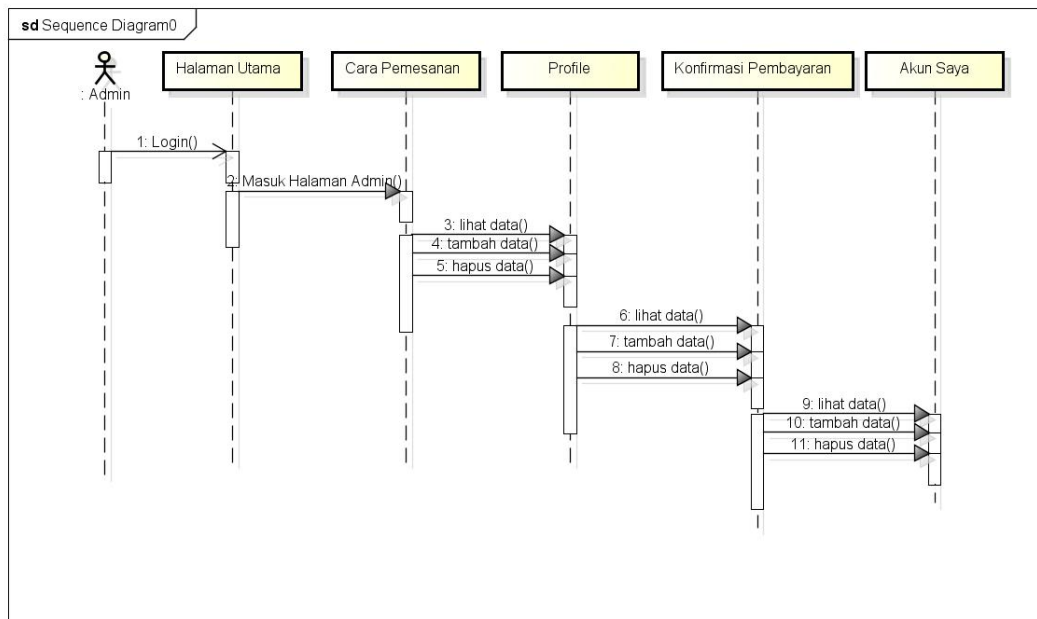 sd Sequence Diagram0
: Admin
Halaman Utama
Cara Pemesanan
Profile
Konfirmasi Pembayaran
Akun Saya
1: Login()
2: Masuk Halaman Admin()
3: lihat data()
4: tambah data()
5: hapus data()
6: lihat data()
7: tambah data()
8: hapus data()
9: lihat data()
10: tambah data()
11: hapus data()